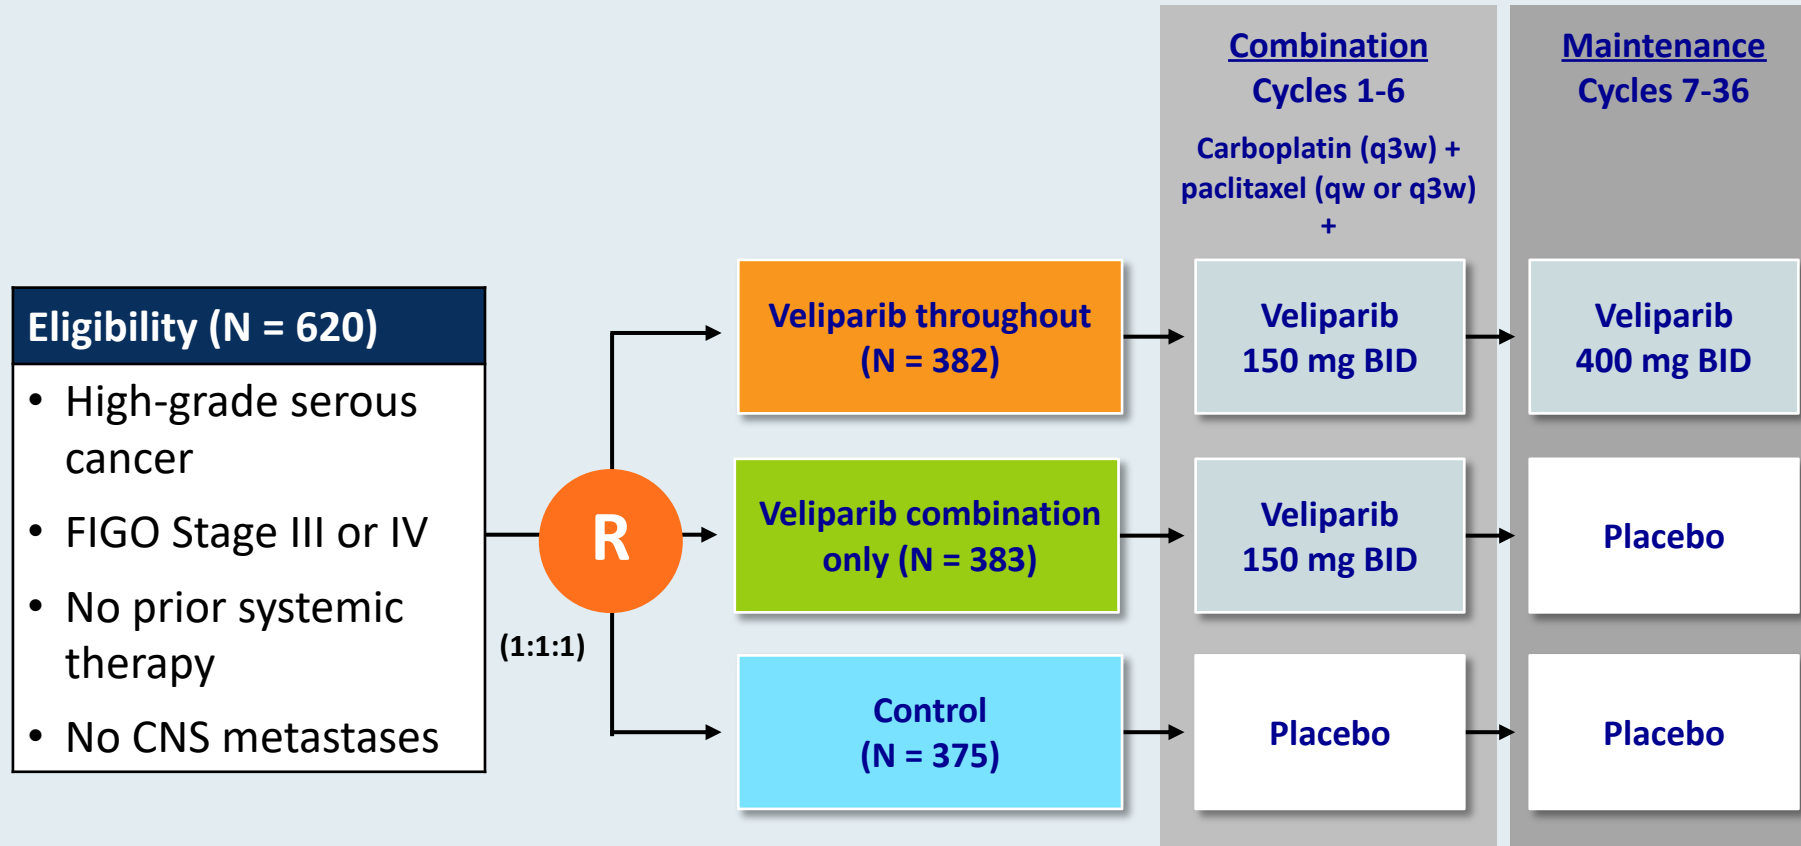 Combination
Cycles 1-6
Carboplatin (q3w) +
paclitaxel (qw or q3w)
+
Maintenance
Cycles 7-36
Eligibility (N = 620)
• High-grade serous
cancer
• FIGO Stage III or IV
• No prior systemic
therapy
• No CNS metastases
R
(1:1:1)
Veliparib throughout
(N = 382)
Veliparib
150 mg BID
Veliparib
400 mg BID
Veliparib combination
only (N = 383)
Veliparib
150 mg BID
Placebo
Control
(N = 375)
Placebo
Placebo